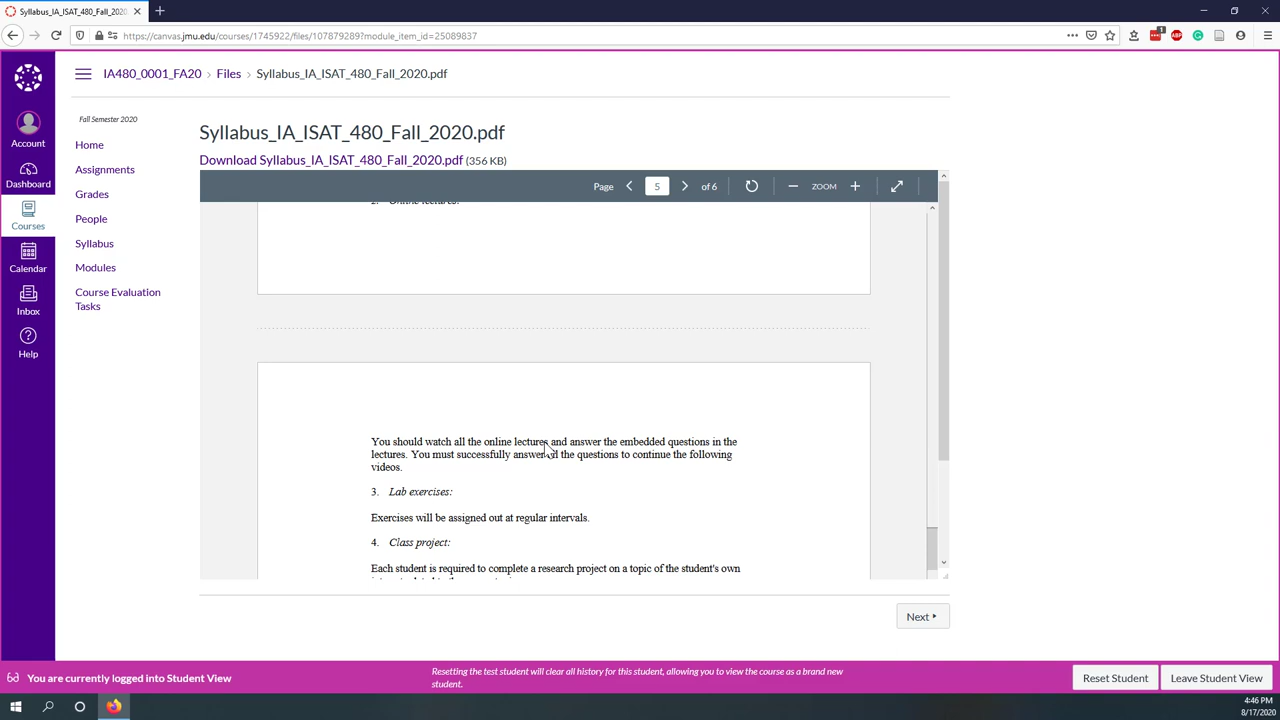 Syllabus_IA_ISAT_480_Fall_2020
https://canvas.jmu.edu/courses/1745922/files/107879289?module_item_id=25089837
1
ABP
IA480_0001_FA20 › Files › Syllabus_IA_ISAT_480_Fall_2020.pdf
Account
Dashboard
Courses
Calendar
Inbox
Help
Fall Semester 2020
Home
Assignments
Grades
People
Syllabus
Modules
Course Evaluation
Tasks
Syllabus_IA_ISAT_480_Fall_2020.pdf
Download Syllabus_IA_ISAT_480_Fall_2020.pdf (356 KB)
Page 5 of 6 ZOOM
2. Online lectures:
You should watch all the online lectures and answer the embedded questions in the
lectures. You must successfully answer all the questions to continue the following
videos.
3. Lab exercises:
Exercises will be assigned out at regular intervals.
4. Class project:
Each student is required to complete a research project on a topic of the student's own
Next
You are currently logged into Student View
Resetting the test student will clear all history for this student, allowing you to view the course as a brand new
student.
Reset Student
Leave Student View
4:46 PM
8/17/2020